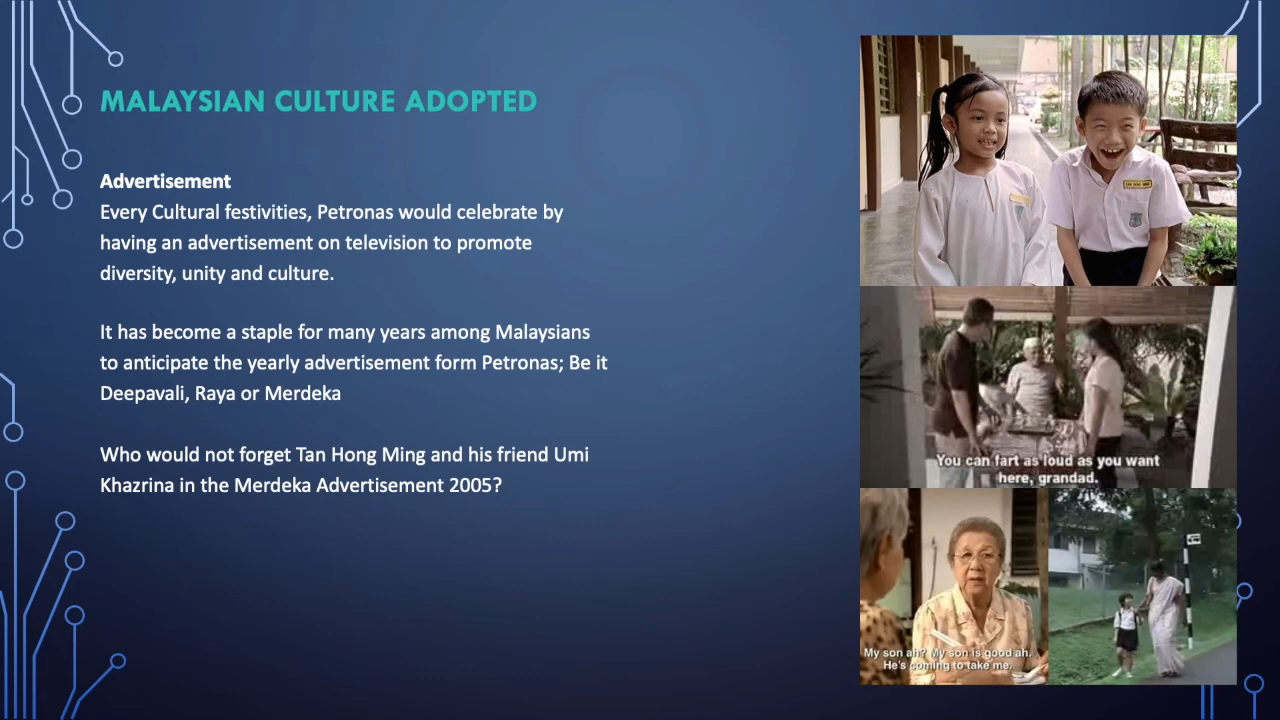 MALAYSIAN CULTURE ADOPTED
Advertisement
Every Cultural festivities, Petronas would celebrate by
having an advertisement on television to promote
diversity, unity and culture.
It has become a staple for many years among Malaysians
to anticipate the yearly advertisement form Petronas; Be it
Deepavali, Raya or Merdeka
Who would not forget Tan Hong Ming and his friend Umi
Khazrina in the Merdeka Advertisement 2005?
You can fart as loud as you want
here, grandad.
My son ah? My son is good ah.
He's coming to take me.